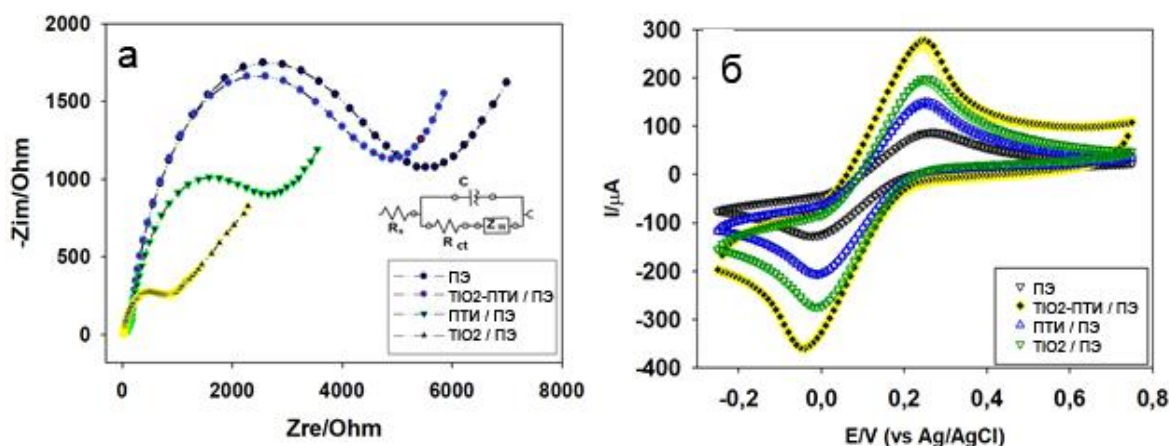 а
2000
1500
1000
500
0
-Zim/Ohm
0 2000 4000 6000 8000
Zre/Ohm
C
Rs
R ct
Z w
ПЭ
TIO2-ПТИ / ПЭ
ПТИ / ПЭ
TIO2 / ПЭ
б
300
200
100
0
-100
-200
-300
-400
I/µA
-0,2 0,0 0,2 0,4 0,6 0,8
E/V (vs Ag/AgCl)
ПЭ
TIO2-ПТИ / ПЭ
ПТИ / ПЭ
TIO2 / ПЭ